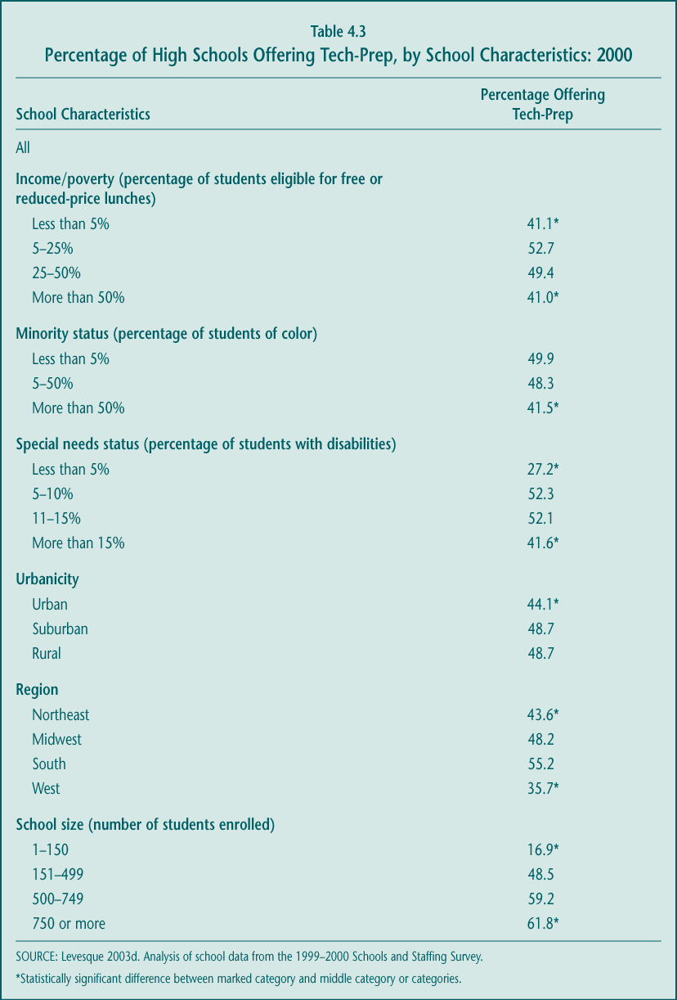 Table 4.3
Percentage of High Schools Offering Tech-Prep, by School Characteristics: 2000
School Characteristics Percentage Offering Tech-Prep
All
Income/poverty (percentage of students eligible for free or
reduced-price lunches)
Less than 5% 41.1*
5–25% 52.7
25–50% 49.4
More than 50% 41.0*
Minority status (percentage of students of color)
Less than 5% 49.9
5–50% 48.3
More than 50% 41.5*
Special needs status (percentage of students with disabilities)
Less than 5% 27.2*
5–10% 52.3
11–15% 52.1
More than 15% 41.6*
Urbanicity
Urban 44.1*
Suburban 48.7
Rural 48.7
Region
Northeast 43.6*
Midwest 48.2
South 55.2
West 35.7*
School size (number of students enrolled)
1–150 16.9*
151–499 48.5
500–749 59.2
750 or more 61.8*
SOURCE: Levesque 2003d. Analysis of school data from the 1999–2000 Schools and Staffing Survey.
*Statistically significant difference between marked category and middle category or categories.